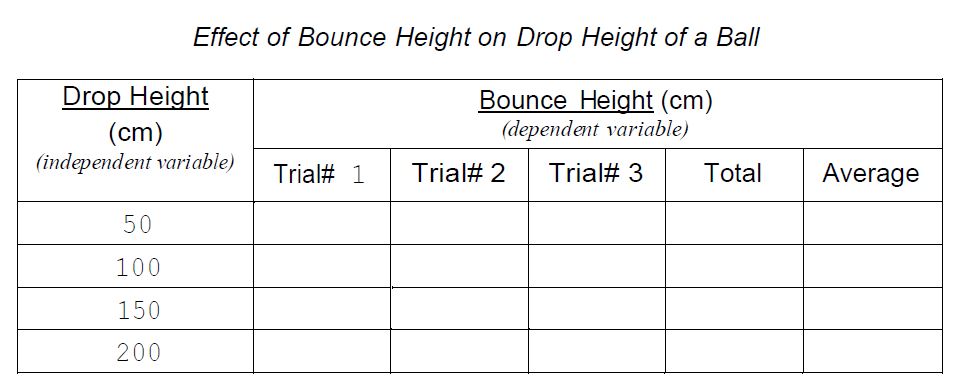 Effect of Bounce Height on Drop Height of a Ball
Drop Height
(cm)
(independent variable)
Bounce Height (cm)
(dependent variable)
Trial# 1 Trial# 2 Trial# 3 Total Average
50
100
150
200